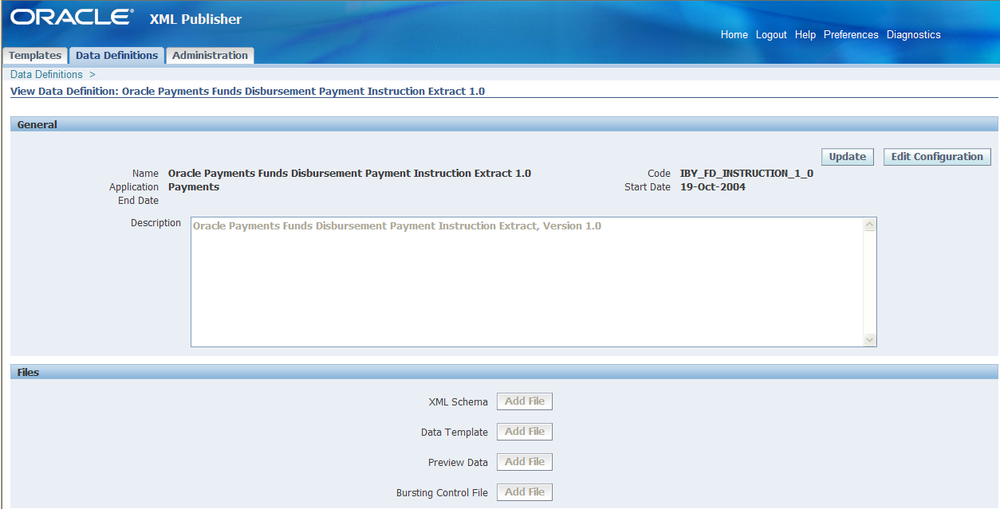 ORACLE® XML Publisher
Home Logout Help Preferences Diagnostics
Templates Data Definitions Administration
Data Definitions >
View Data Definition: Oracle Payments Funds Disbursement Payment Instruction Extract 1.0
General
Update Edit Configuration
Name Oracle Payments Funds Disbursement Payment Instruction Extract 1.0 Code IBY_FD_INSTRUCTION_1_0
Application Payments Start Date 19-Oct-2004
End Date
Description Oracle Payments Funds Disbursement Payment Instruction Extract, Version 1.0
Files
XML Schema Add File
Data Template Add File
Preview Data Add File
Bursting Control File Add File